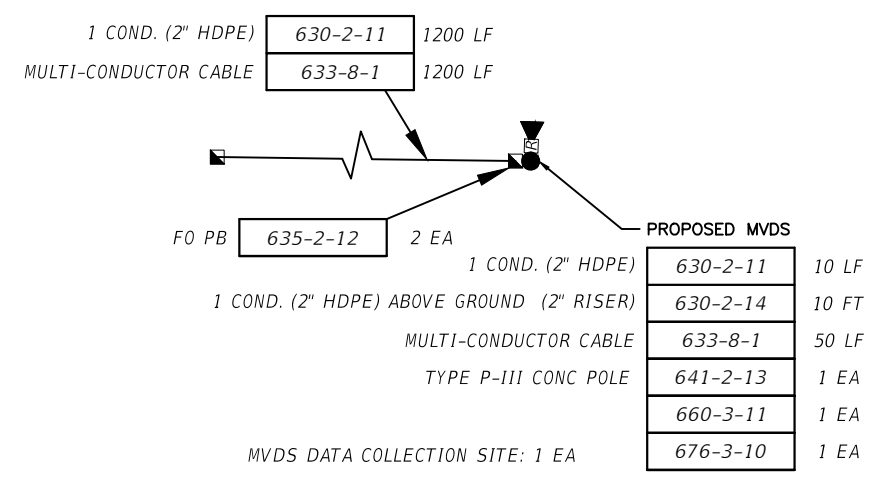 1 COND. (2" HDPE) 630-2-11 1200 LF
MULTI-CONDUCTOR CABLE 633-8-1 1200 LF
R
FO PB 635-2-12 2 EA
PROPOSED MVDS
1 COND. (2" HDPE) 630-2-11 10 LF
1 COND. (2" HDPE) ABOVE GROUND (2" RISER) 630-2-14 10 FT
MULTI-CONDUCTOR CABLE 633-8-1 50 LF
TYPE P-III CONC POLE 641-2-13 1 EA
660-3-11 1 EA
MVDS DATA COLLECTION SITE: 1 EA 676-3-10 1 EA